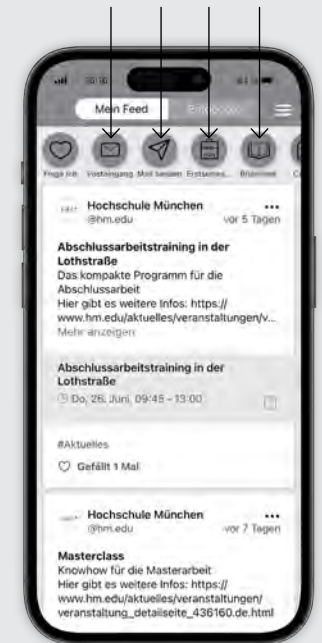 Mein Feed
Posteingang Mail senden Erstsemes...
Hochschule München
@hm.edu vor 5 Tagen
Abschlussarbeitstraining in der
Lothstraße
Das kompakte Programm für die
Abschlussarbeit
Hier gibt es weitere Infos: https://
www.hm.edu/aktuelles/veranstaltungen/v...
Mehr anzeigen
Abschlussarbeitstraining in der
Lothstraße
Do, 26. Juni, 09:45 – 13:00
#Aktuelles
Gefällt 1 Mal
Hochschule München
@hm.edu vor 7 Tagen
Masterclass
Knowhow für die Masterarbeit
Hier gibt es weitere Infos: https://
www.hm.edu/aktuelles/veranstaltungen/
veranstaltung_detailseite_436160.de.html